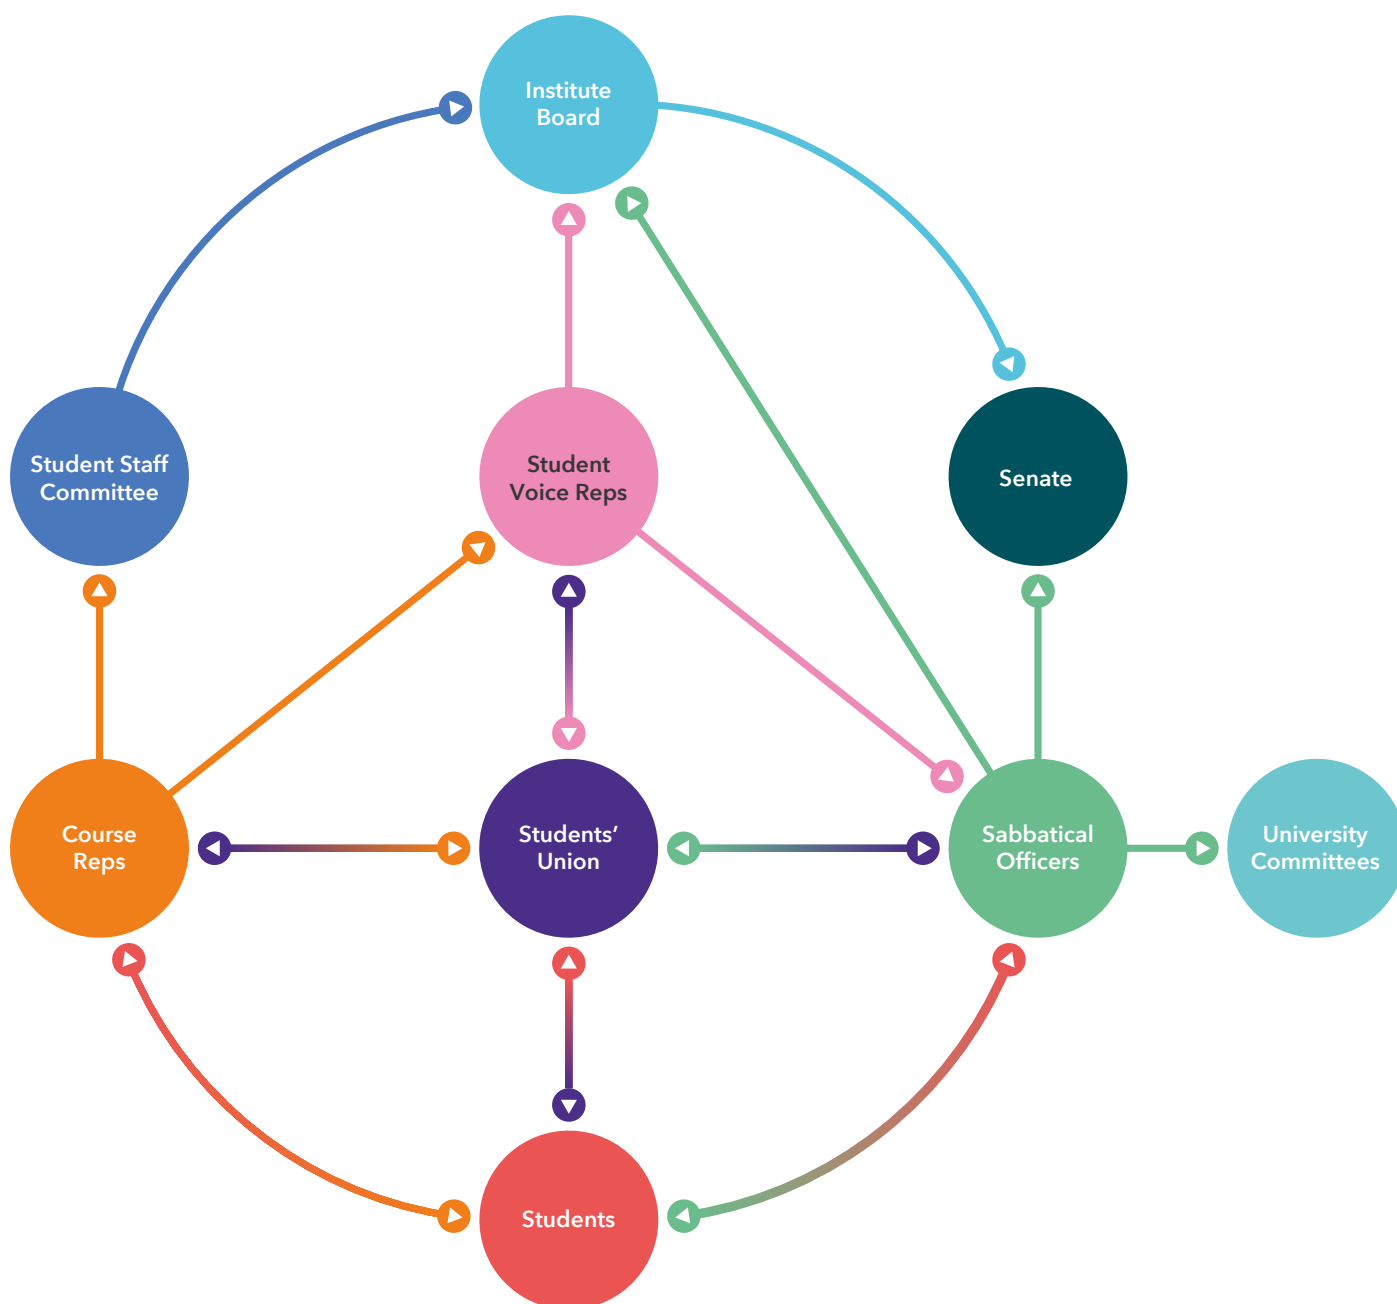 Institute
Board
Student Staff
Committee
Student
Voice Reps
Senate
Course
Reps
Students’
Union
Sabbatical
Officers
University
Committees
Students